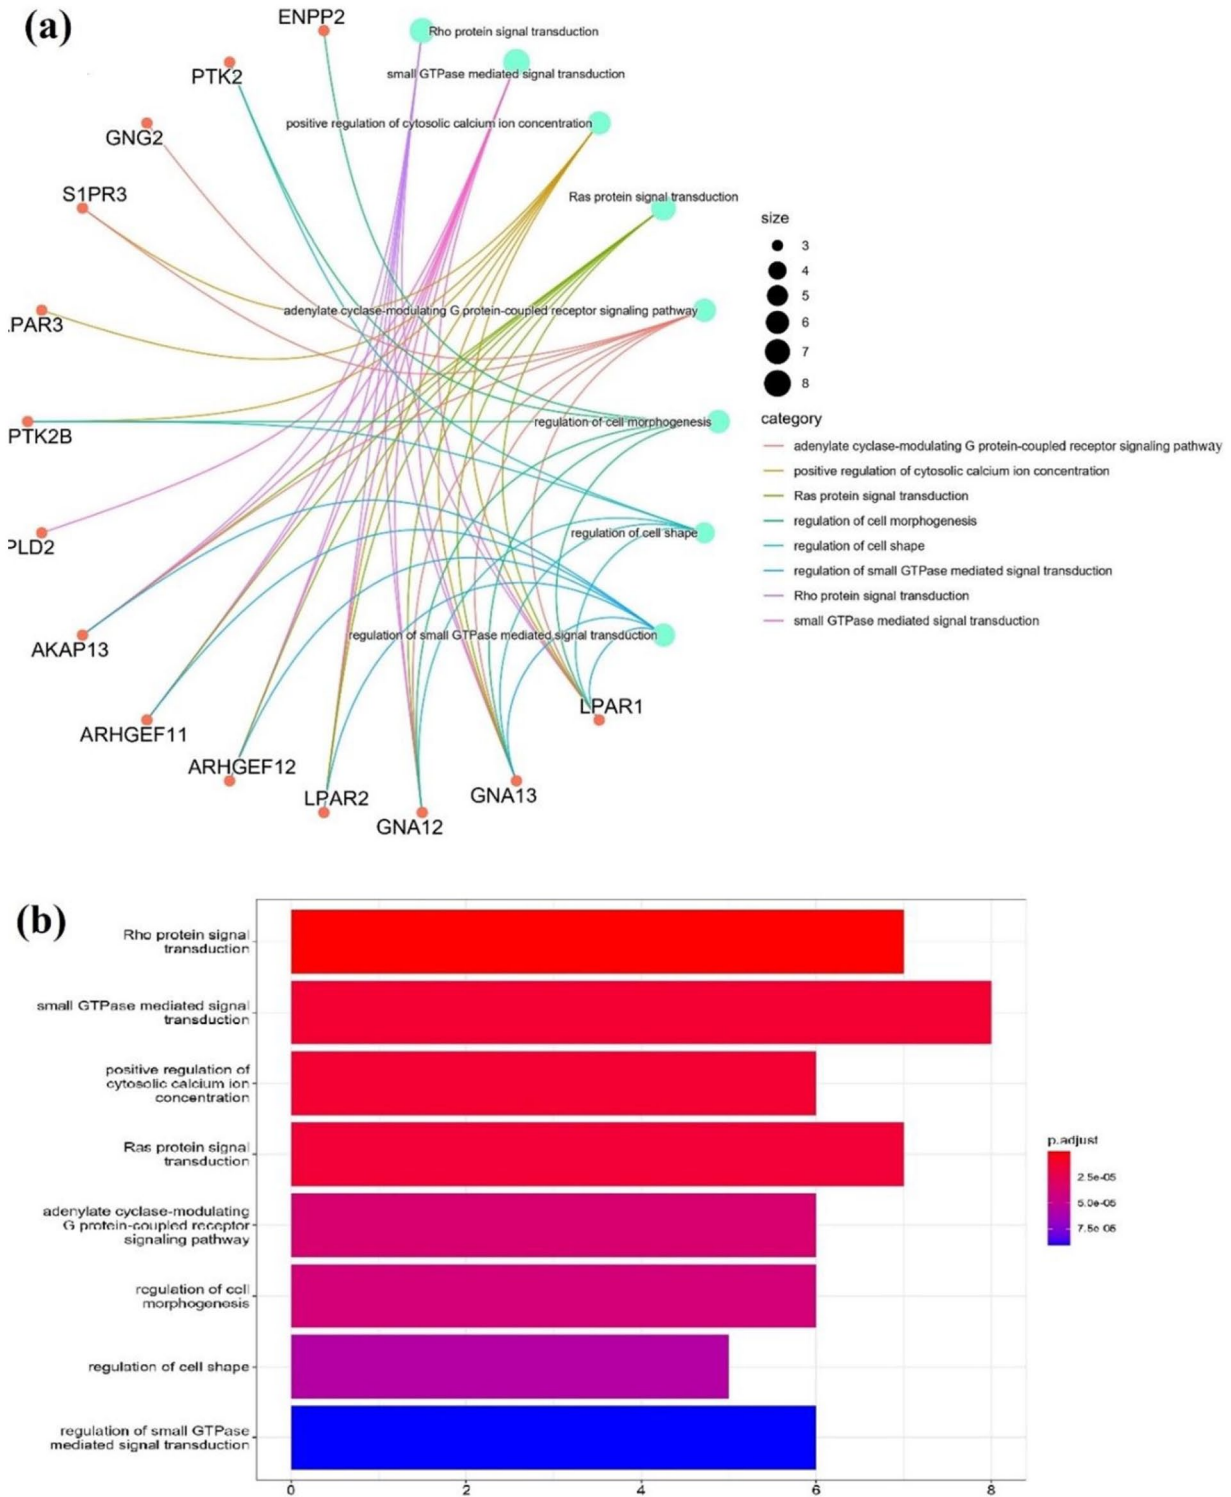 (a)
ENPP2
Rho protein signal transduction
PTK2
small GTPase mediated signal transduction
GNG2
positive regulation of cytosolic calcium ion concentration
S1PR3
Ras protein signal transduction
.PAR3
adenylate cyclase-modulating G protein-coupled receptor signaling pathway
PTK2B
regulation of cell morphogenesis
PLD2
regulation of cell shape
AKAP13
regulation of small GTPase mediated signal transduction
ARHGEF11
LPAR1
ARHGEF12
LPAR2
GNA13
GNA12
size
3
4
5
6
7
8
category
adenylate cyclase-modulating G protein-coupled receptor signaling pathway
positive regulation of cytosolic calcium ion concentration
Ras protein signal transduction
regulation of cell morphogenesis
regulation of cell shape
regulation of small GTPase mediated signal transduction
Rho protein signal transduction
small GTPase mediated signal transduction
(b)
Rho protein signal
transduction
small GTPase mediated signal
transduction
positive regulation of
cytosolic calcium ion
concentration
Ras protein signal
transduction
adenylate cyclase-modulating
G protein-coupled receptor
signaling pathway
regulation of cell
morphogenesis
regulation of cell shape
regulation of small GTPase
mediated signal transduction
0 2 4 6 8
p.adjust
2.5e-05
5.0e-05
7.5e-05